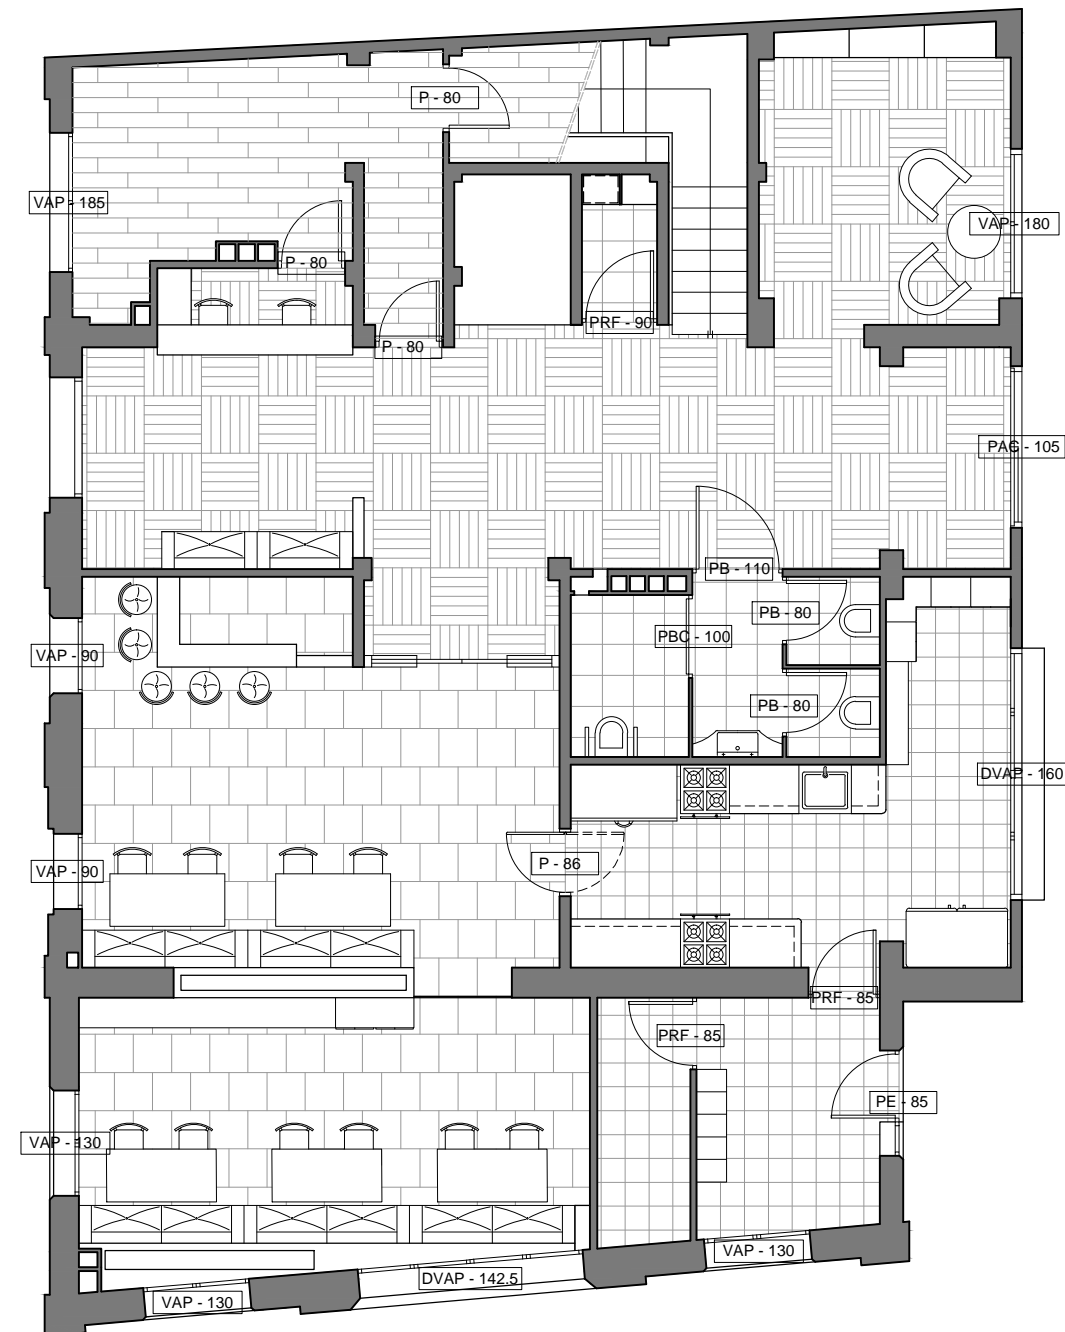 P - 80
VAP - 185
VAP - 180
P - 80
PRF - 90
P - 80
PAG - 105
PB - 110
PB - 80
PBC - 100
VAP - 90
PB - 80
DVAP - 160
P - 86
VAP - 90
PRF - 85
PRF - 85
PE - 85
VAP - 130
VAP - 130
DVAP - 142.5
VAP - 130